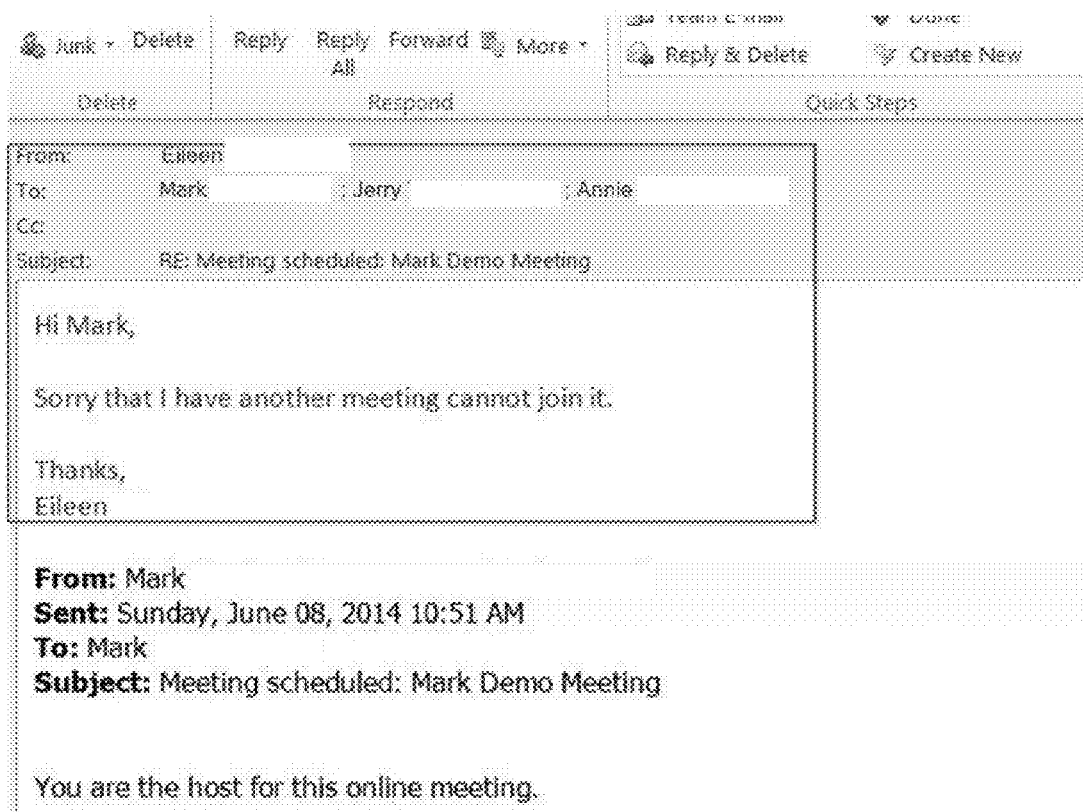 Team E-mail Done
Junk Delete Reply Reply All Forward More
Reply & Delete Create New
Delete Respond Quick Steps
From: Eileen
To: Mark ; Jerry ; Annie
Cc:
Subject: RE: Meeting scheduled: Mark Demo Meeting
Hi Mark,
Sorry that I have another meeting cannot join it.
Thanks,
Eileen
From: Mark
Sent: Sunday, June 08, 2014 10:51 AM
To: Mark
Subject: Meeting scheduled: Mark Demo Meeting
You are the host for this online meeting.